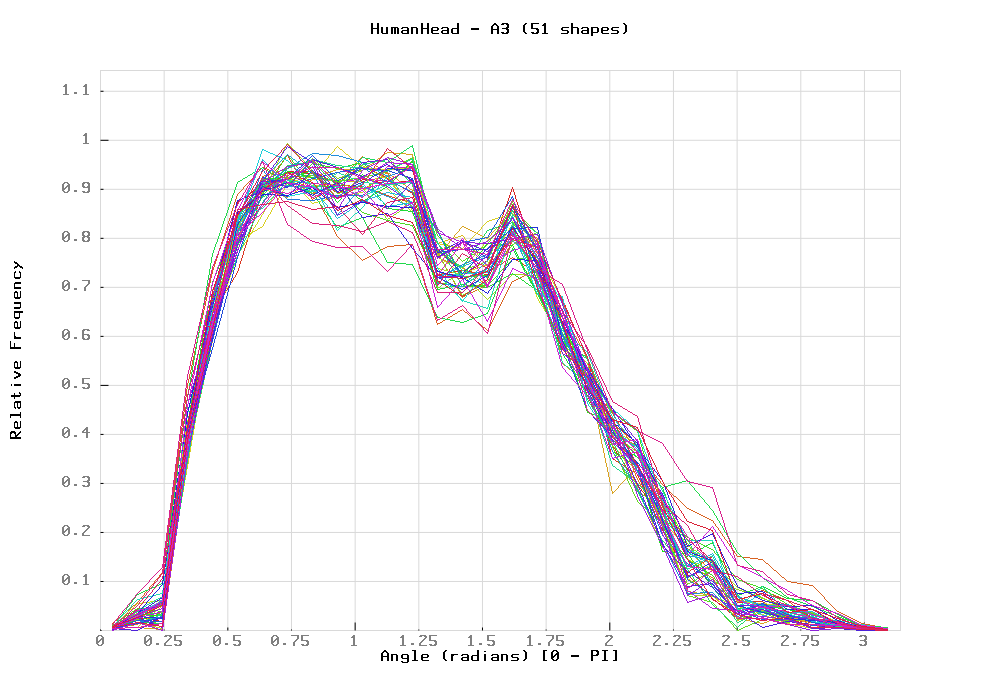 HumanHead - A3 (51 shapes)
1.1
1
0.9
0.8
0.7
0.6
0.5
0.4
0.3
0.2
0.1
Relative Frequency
0 0.25 0.5 0.75 1 1.25 1.5 1.75 2 2.25 2.5 2.75 3
Angle (radians) [0 - PI]